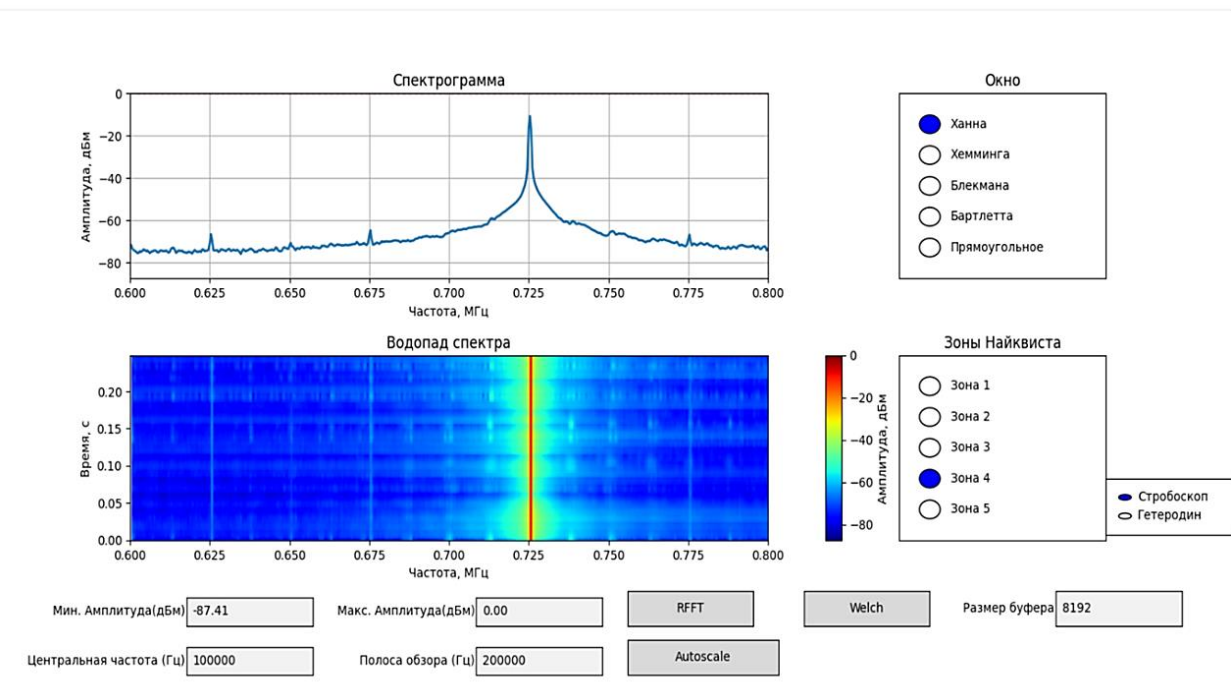 Спектрограмма
Окно
0
−20
−40
−60
−80
Амплитуда, дБм
0.600 0.625 0.650 0.675 0.700 0.725 0.750 0.775 0.800
Частота, МГц
Ханна
Хемминга
Блекмана
Бартлетта
Прямоугольное
Водопад спектра
Зоны Найквиста
0.20
0.15
0.10
0.05
0.00
Время, с
0.600 0.625 0.650 0.675 0.700 0.725 0.750 0.775 0.800
Частота, МГц
0
−20
−40
−60
−80
Амплитуда, дБм
Зона 1
Зона 2
Зона 3
Зона 4
Зона 5
Стробоскоп
Гетеродин
Мин. Амплитуда(дБм) -87.41 Макс. Амплитуда(дБм) 0.00 RFFT Welch Размер буфера 8192
Центральная частота (Гц) 100000 Полоса обзора (Гц) 200000 Autoscale